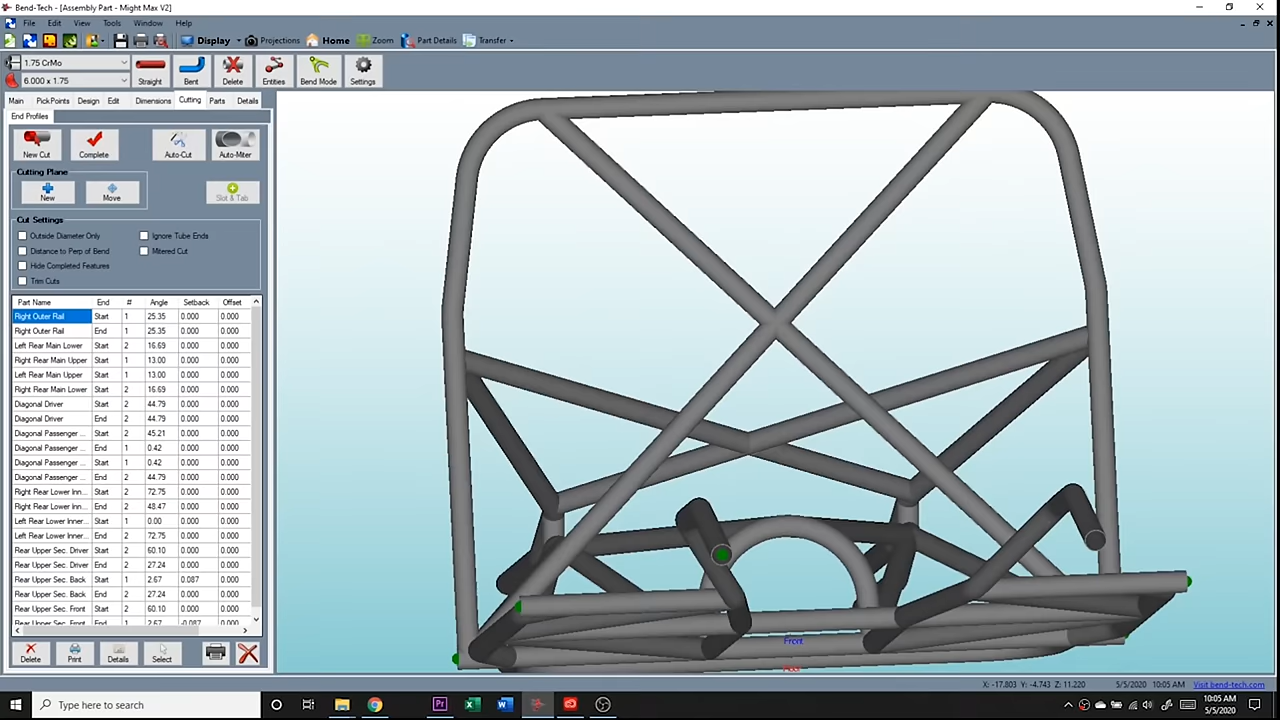 Bend-Tech - [Assembly Part - Might Max V2]
File Edit View Tools Window Help
Display Projections Home Zoom Part Details Transfer
1.75 CrMo
6.000 x 1.75
Straight Bent Delete Entities Bend Mode Settings
Main PickPoints Design Edit Dimensions Cutting Parts Details
End Profiles
New Cut Complete Auto-Cut Auto-Miter
Cutting Plane
New Move Slot & Tab
Cut Settings
Outside Diameter Only Ignore Tube Ends
Distance to Perp of Bend Mitered Cut
Hide Completed Features
Trim Cuts
Part Name End # Angle Setback Offset
Right Outer Rail Start 1 25.35 0.000 0.000
Right Outer Rail End 1 25.35 0.000 0.000
Left Rear Main Lower Start 2 16.69 0.000 0.000
Right Rear Main Upper Start 1 13.00 0.000 0.000
Left Rear Main Upper Start 1 13.00 0.000 0.000
Right Rear Main Lower Start 2 16.69 0.000 0.000
Diagonal Driver Start 2 44.79 0.000 0.000
Diagonal Driver End 2 44.79 0.000 0.000
Diagonal Passenger ... Start 2 45.21 0.000 0.000
Diagonal Passenger ... End 1 0.42 0.000 0.000
Diagonal Passenger ... Start 1 0.42 0.000 0.000
Diagonal Passenger ... End 2 44.79 0.000 0.000
Right Rear Lower Inn... Start 1 72.75 0.000 0.000
Right Rear Lower Inn... End 2 48.47 0.000 0.000
Left Rear Lower Inner... Start 1 0.00 0.000 0.000
Left Rear Lower Inner... End 2 72.75 0.000 0.000
Rear Upper Sec. Driver Start 2 60.10 0.000 0.000
Rear Upper Sec. Driver End 2 27.24 0.000 0.000
Rear Upper Sec. Back Start 1 2.67 0.087 0.000
Rear Upper Sec. Back End 2 27.24 0.000 0.000
Rear Upper Sec. Front Start 2 60.10 0.000 0.000
Rear Upper Sec. Front End 1 2.67 -0.087 0.000
Delete Print Details Select
Front
X: -17.803 Y: -4.743 Z: 11.220 5/5/2020 10:05 AM Visit bend-tech.com
Type here to search
10:05 AM
5/5/2020